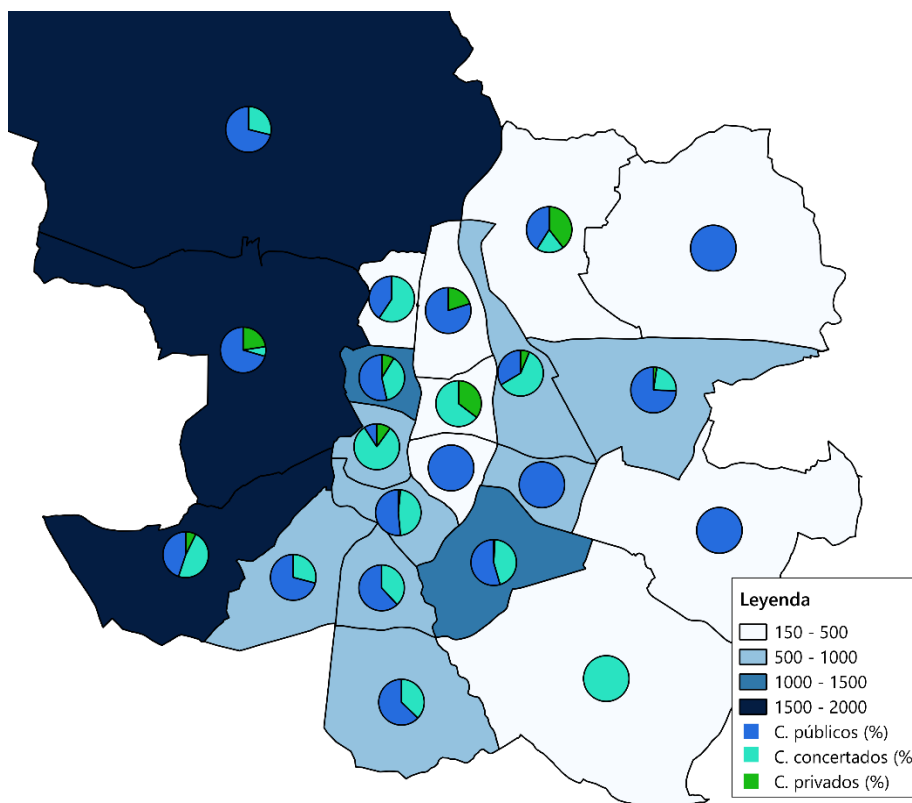 Leyenda
150 - 500
500 - 1000
1000 - 1500
1500 - 2000
C. públicos (%)
C. concertados (%
C. privados (%)